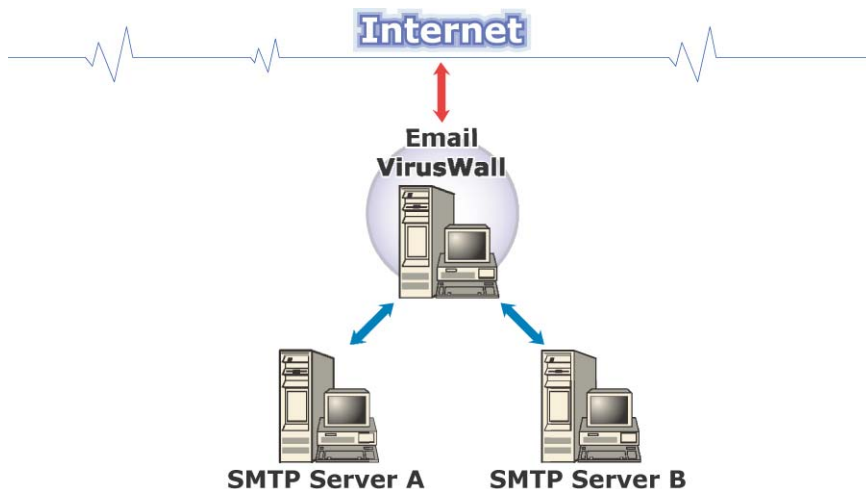 Internet
Email
VirusWall
SMTP Server A
SMTP Server B